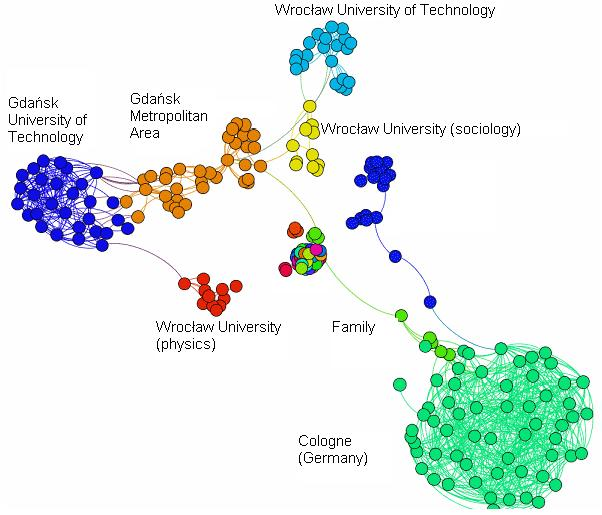 Wrocław University of Technology
Gdańsk
University of
Technology
Gdańsk
Metropolitan
Area
Wrocław University (sociology)
Wrocław University
(physics)
Family
Cologne
(Germany)